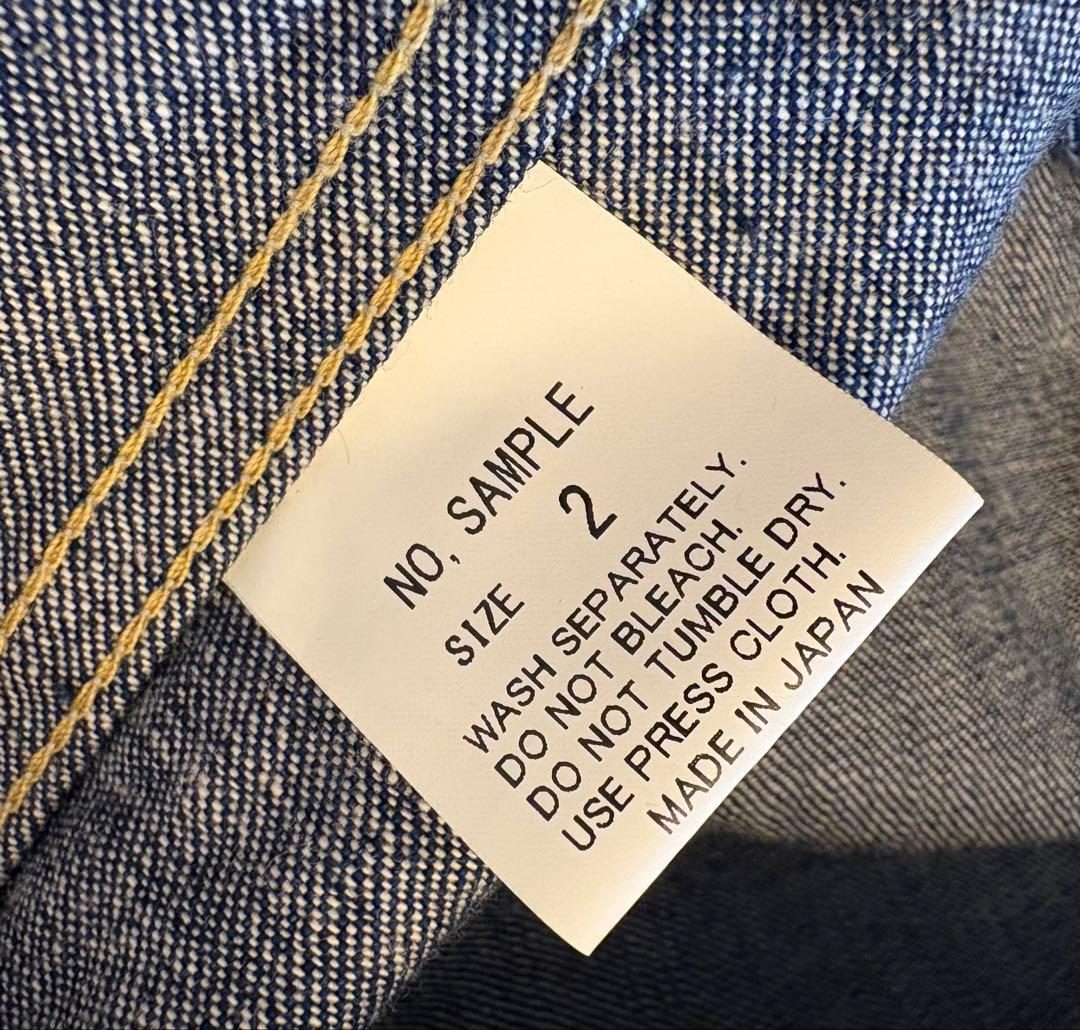 NO, SAMPLE
SIZE 2
WASH SEPARATELY.
DO NOT BLEACH.
DO NOT TUMBLE DRY.
USE PRESS CLOTH.
MADE IN JAPAN